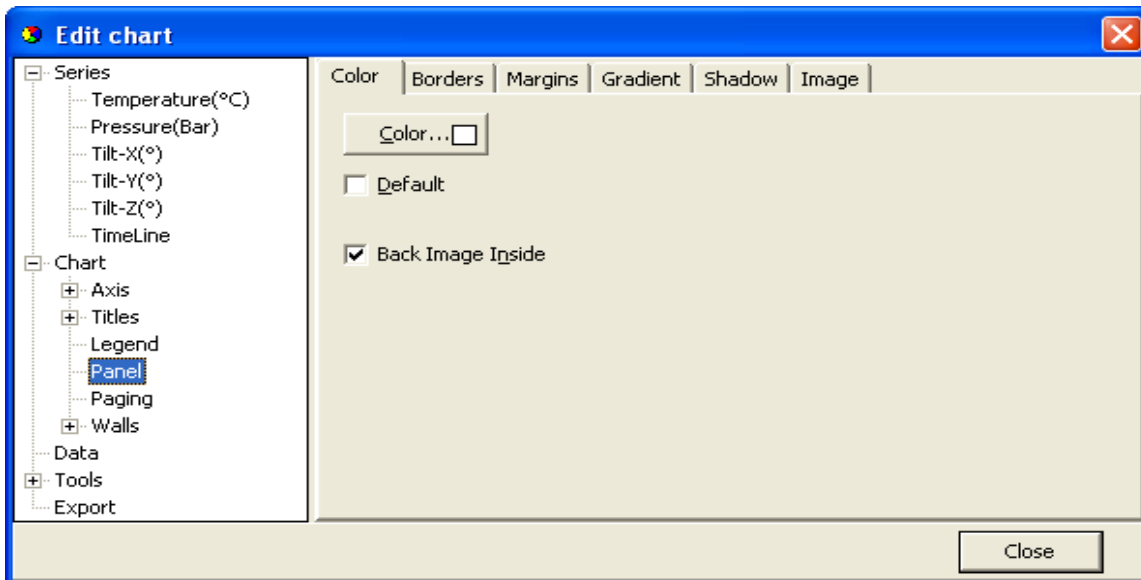 Edit chart
Series
Temperature(°C)
Pressure(Bar)
Tilt-X(°)
Tilt-Y(°)
Tilt-Z(°)
TimeLine
Chart
Axis
Titles
Legend
Panel
Paging
Walls
Data
Tools
Export
Color Borders Margins Gradient Shadow Image
Color...
Default
Back Image Inside
Close